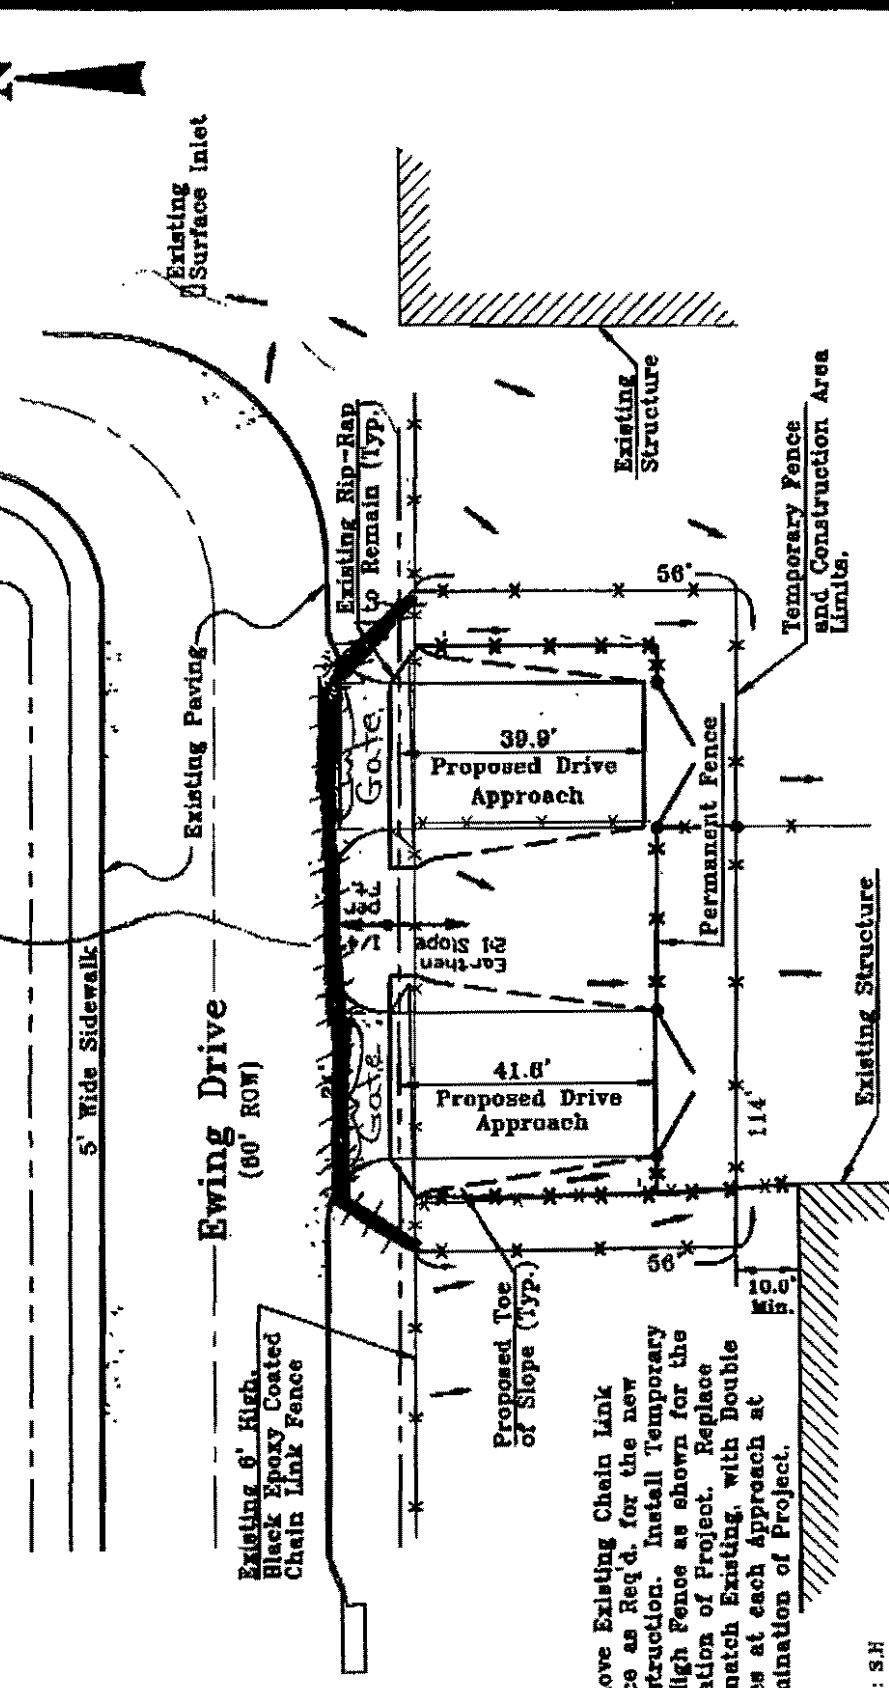 N
Existing
Surface Inlet
Existing Rip-Rap
to Remain (Typ.)
Existing
Structure
Temporary Fence
and Construction Area
Limits.
56'
Existing Paving
Gate
39.9'
Proposed Drive
Approach
Permanent Fence
5' Wide Sidewalk
Ewing Drive
(60' ROW)
1/4"
Earthen
2:1 Slope
Gate
41.6'
Proposed Drive
Approach
114'
Existing Structure
56'
10.0'
Min.
Existing 6' High,
Black Epoxy Coated
Chain Link Fence
Proposed Toe
of Slope (Typ.)
ove Existing Chain Link
ce as Req'd. for the new
struction. Install Temporary
High Fence as shown for the
ation of Project. Replace
match Existing, with Double
es at each Approach at
mination of Project.
: S.H